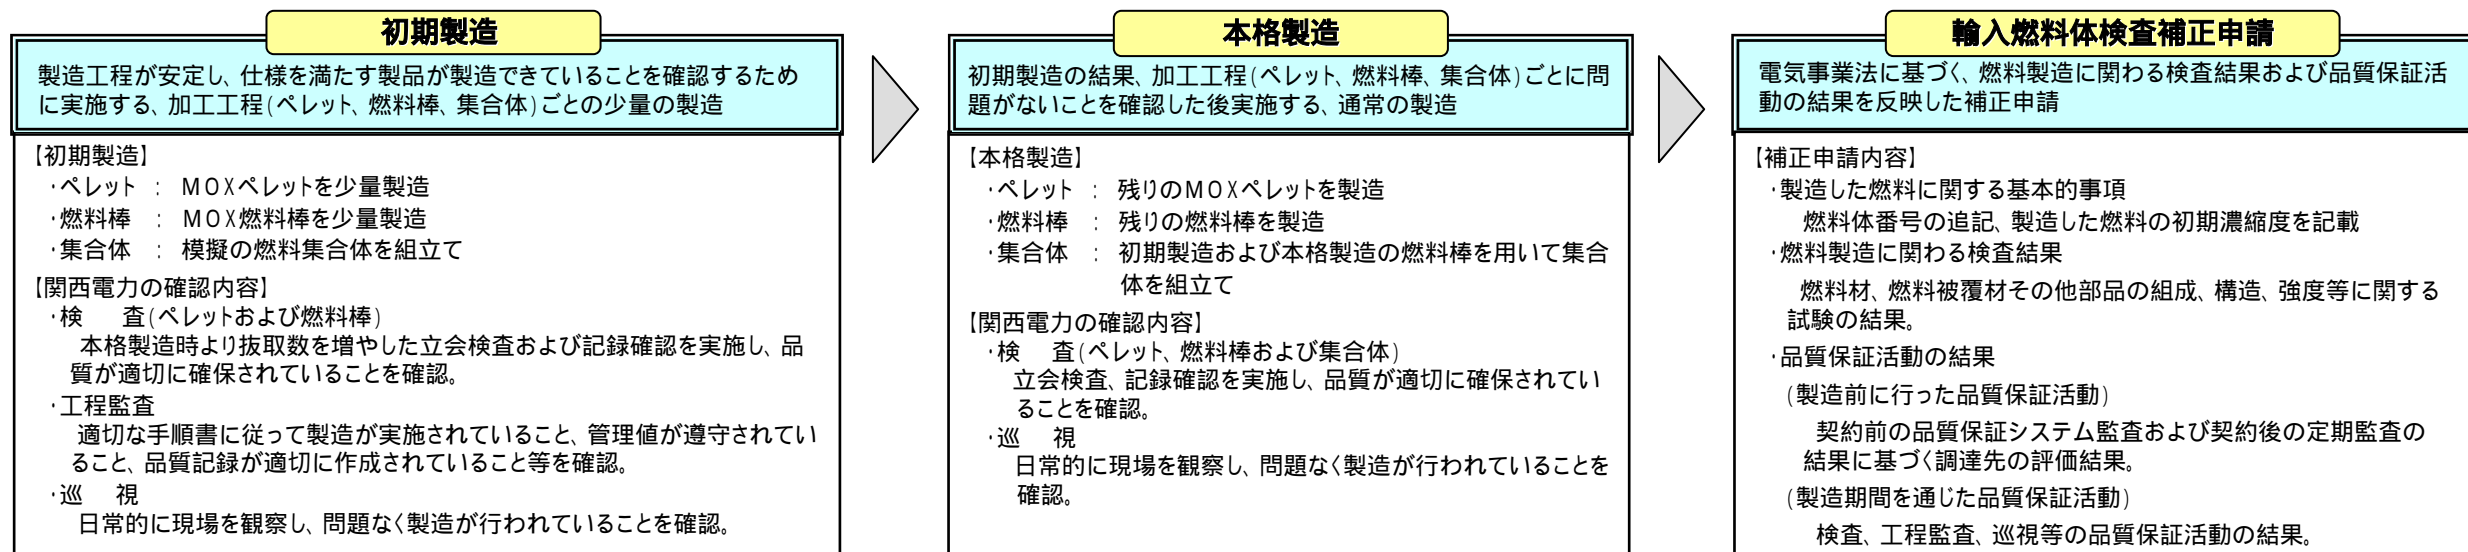 初期製造
製造工程が安定し、仕様を満たす製品が製造できていることを確認するため
に実施する、加工工程(ペレット、燃料棒、集合体)ごとの少量の製造
【初期製造】
・ペレット : MOXペレットを少量製造
・燃料棒 : MOX燃料棒を少量製造
・集合体 : 模擬の燃料集合体を組立て
【関西電力の確認内容】
・検 査(ペレットおよび燃料棒)
本格製造時より抜取数を増やした立会検査および記録確認を実施し、品
質が適切に確保されていることを確認。
・工程監査
適切な手順書に従って製造が実施されていること、管理値が遵守されてい
ること、品質記録が適切に作成されていること等を確認。
・巡 視
日常的に現場を観察し、問題なく製造が行われていることを確認。
本格製造
初期製造の結果、加工工程(ペレット、燃料棒、集合体)ごとに問
題がないことを確認した後実施する、通常の製造
【本格製造】
・ペレット : 残りのMOXペレットを製造
・燃料棒 : 残りの燃料棒を製造
・集合体 : 初期製造および本格製造の燃料棒を用いて集合
体を組立て
【関西電力の確認内容】
・検 査(ペレット、燃料棒および集合体)
立会検査、記録確認を実施し、品質が適切に確保されてい
ることを確認。
・巡 視
日常的に現場を観察し、問題なく製造が行われていることを
確認。
輸入燃料体検査補正申請
電気事業法に基づく、燃料製造に関わる検査結果および品質保証活
動の結果を反映した補正申請
【補正申請内容】
・製造した燃料に関する基本的事項
燃料体番号の追記、製造した燃料の初期濃縮度を記載
・燃料製造に関わる検査結果
燃料材、燃料被覆材その他部品の組成、構造、強度等に関する
試験の結果。
・品質保証活動の結果
(製造前に行った品質保証活動)
契約前の品質保証システム監査および契約後の定期監査の
結果に基づく調達先の評価結果。
(製造期間を通じた品質保証活動)
検査、工程監査、巡視等の品質保証活動の結果。